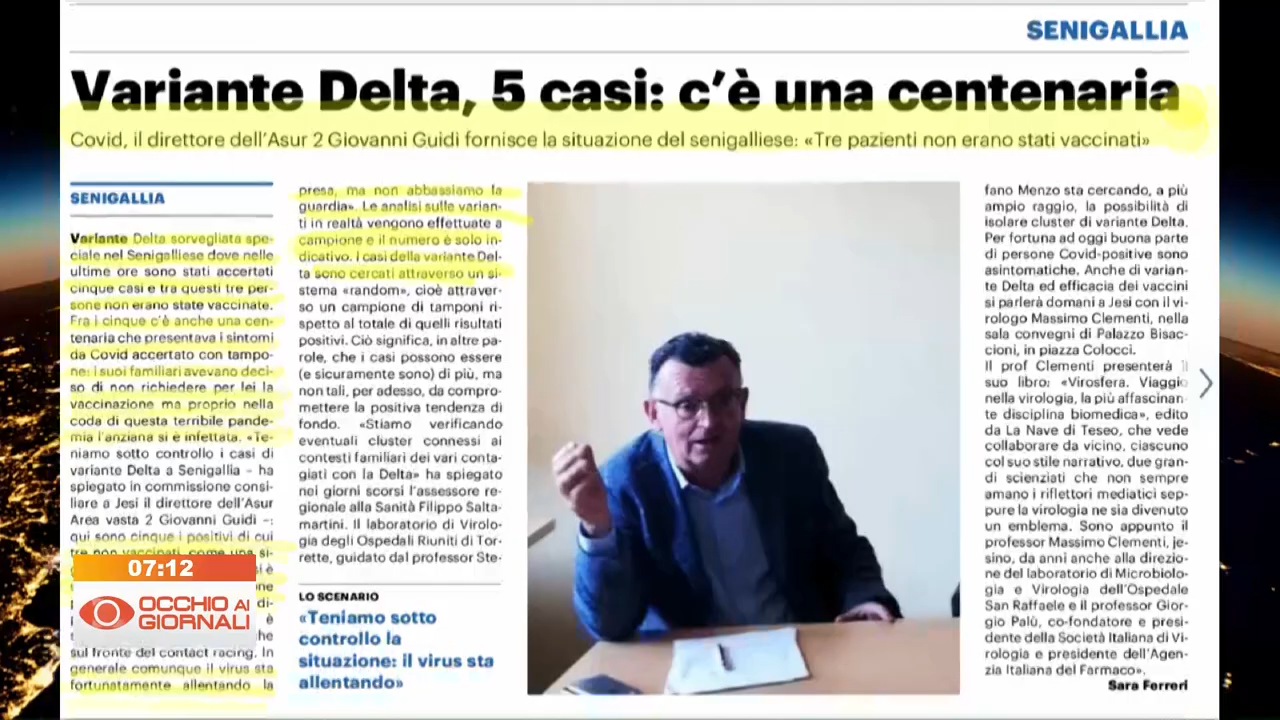 SENIGALLIA
Variante Delta, 5 casi: c'è una centenaria
Covid, il direttore dell'Asur 2 Giovanni Guidi fornisce la situazione del senigalliese: «Tre pazienti non erano stati vaccinati»
SENIGALLIA
Variante Delta sorvegliata spe-
ciale nel Senigalliese dove nelle
ultime ore sono stati accertati
cinque casi e tra questi tre per-
sone non erano state vaccinate.
Fra i cinque c'è anche una cen-
tenaria che presentava i sintomi
da Covid accertato con tampo-
ne: i suoi familiari avevano deci-
so di non richiedere per lei la
vaccinazione ma proprio nella
coda di questa terribile pande-
mia l'anziana si è infettata. «Te-
niamo sotto controllo i casi di
variante Delta a Senigallia – ha
spiegato in commissione consi-
liare a Jesi il direttore dell'Asur
Area vasta 2 Giovanni Guidi –:
qui sono cinque i positivi di cui
tre non vaccinati, come una si-
sul fronte del contact racing. In
generale comunque il virus sta
fortunatamente allentando la
presa, ma non abbassiamo la
guardia». Le analisi sulle varian-
ti in realtà vengono effettuate a
campione e il numero è solo in-
dicativo. I casi della variante Del-
ta sono cercati attraverso un si-
stema «random», cioè attraver-
so un campione di tamponi ri-
spetto al totale di quelli risultati
positivi. Ciò significa, in altre pa-
role, che i casi possono essere
(e sicuramente sono) di più, ma
non tali, per adesso, da compro-
mettere la positiva tendenza di
fondo. «Stiamo verificando
eventuali cluster connessi ai
contesti familiari dei vari conta-
giati con la Delta» ha spiegato
nei giorni scorsi l'assessore re-
gionale alla Sanità Filippo Salta-
martini. Il laboratorio di Virolo-
gia degli Ospedali Riuniti di Tor-
rette, guidato dal professor Ste-
LO SCENARIO
«Teniamo sotto
controllo la
situazione: il virus sta
allentando»
fano Menzo sta cercando, a più
ampio raggio, la possibilità di
isolare cluster di variante Delta.
Per fortuna ad oggi buona parte
di persone Covid-positive sono
asintomatiche. Anche di varian-
te Delta ed efficacia dei vaccini
si parlerà domani a Jesi con il vi-
rologo Massimo Clementi, nella
sala convegni di Palazzo Bisac-
cioni, in piazza Colocci.
Il prof Clementi presenterà il
suo libro: «Virosfera. Viaggio
nella virologia, la più affascinan-
te disciplina biomedica», edito
da La Nave di Teseo, che vede
collaborare da vicino, ciascuno
col suo stile narrativo, due gran-
di scienziati che non sempre
amano i riflettori mediatici sep-
pure la virologia ne sia divenuto
un emblema. Sono appunto il
professor Massimo Clementi, je-
sino, da anni anche alla direzio-
ne del laboratorio di Microbiolo-
gia e Virologia dell'Ospedale
San Raffaele e il professor Gior-
gio Palù, co-fondatore e presi-
dente della Società Italiana di Vi-
rologia e presidente dell'Agen-
zia Italiana del Farmaco».
Sara Ferreri
07:12
OCCHIO AI
GIORNALI